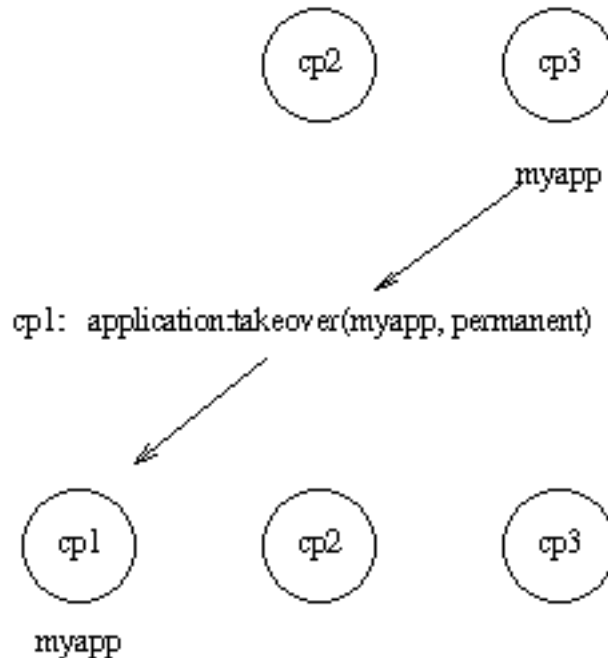 cp2 cp3
myapp
cp1: application:takeover(myapp, permanent)
cp1 cp2 cp3
myapp